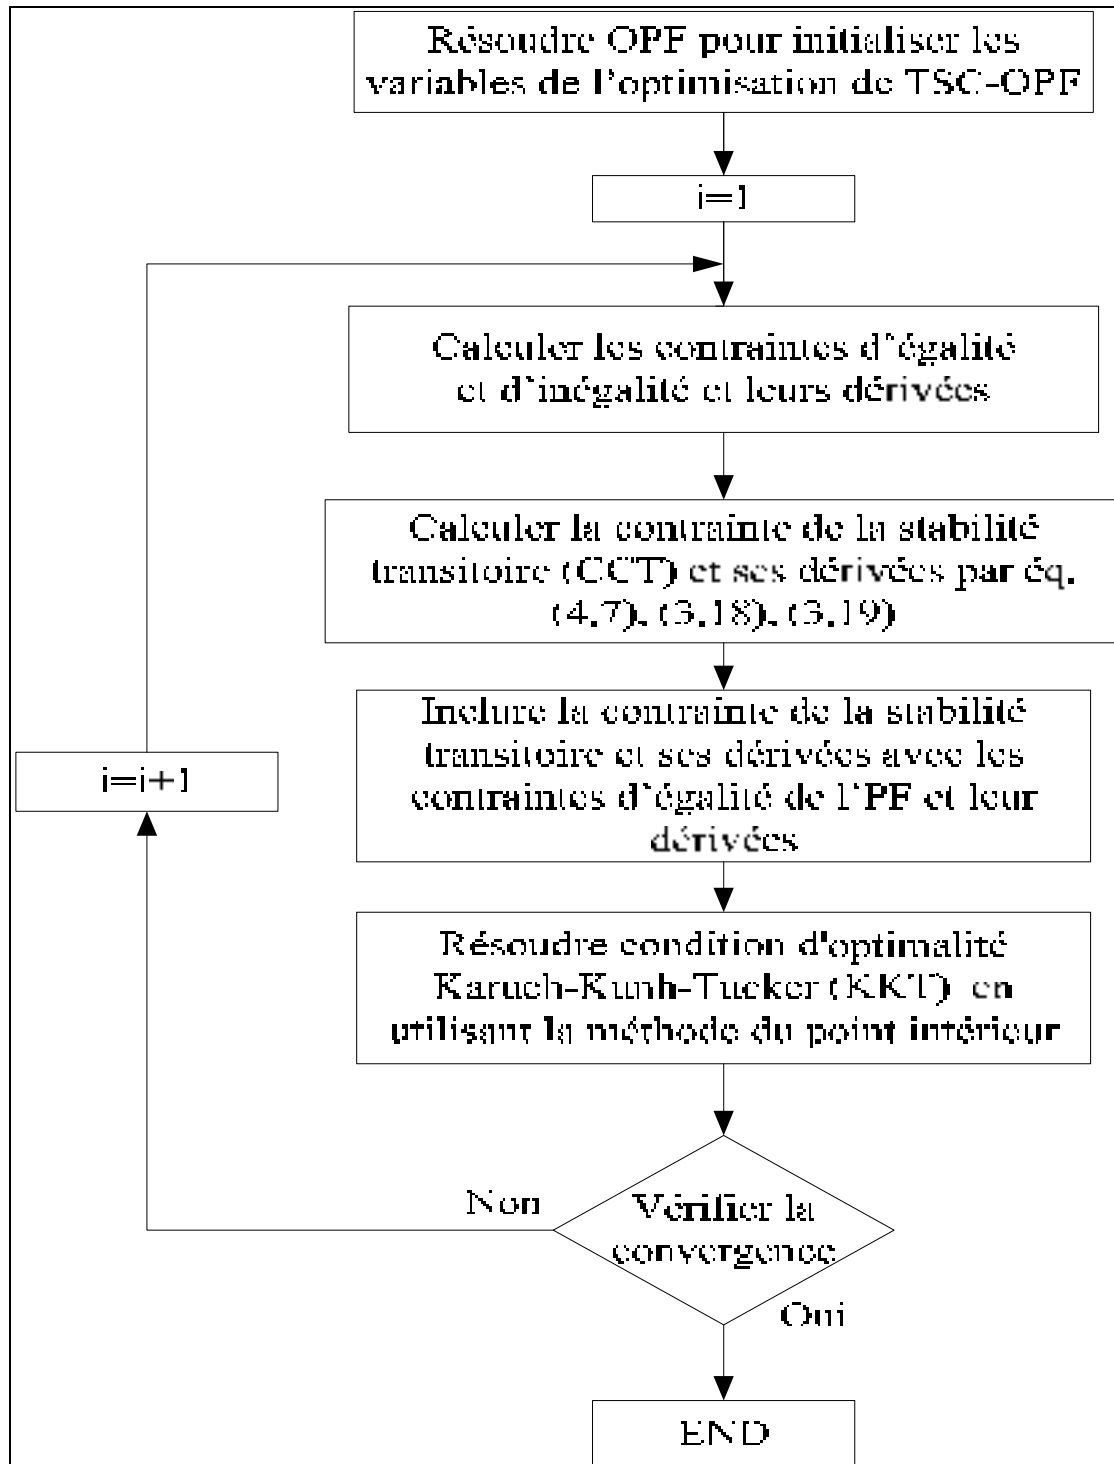 Résoudre OPF pour initialiser les
variables de l'optimisation de TSC-OPF
i=1
Calculer les contraintes d'égalité
et d'inégalité et leurs dérivées
Calculer la contrainte de la stabilité
transitoire (CCT) et ses dérivées par éq.
(4.7), (3.18), (3.19)
Inclure la contrainte de la stabilité
transitoire et ses dérivées avec les
contraintes d'égalité de l'PF et leur
dérivées
i=i+1
Résoudre condition d'optimalité
Karuch-Kunh-Tucker (KKT) en
utilisant la méthode du point intérieur
Non
Vérifier la
convergence
Oui
END